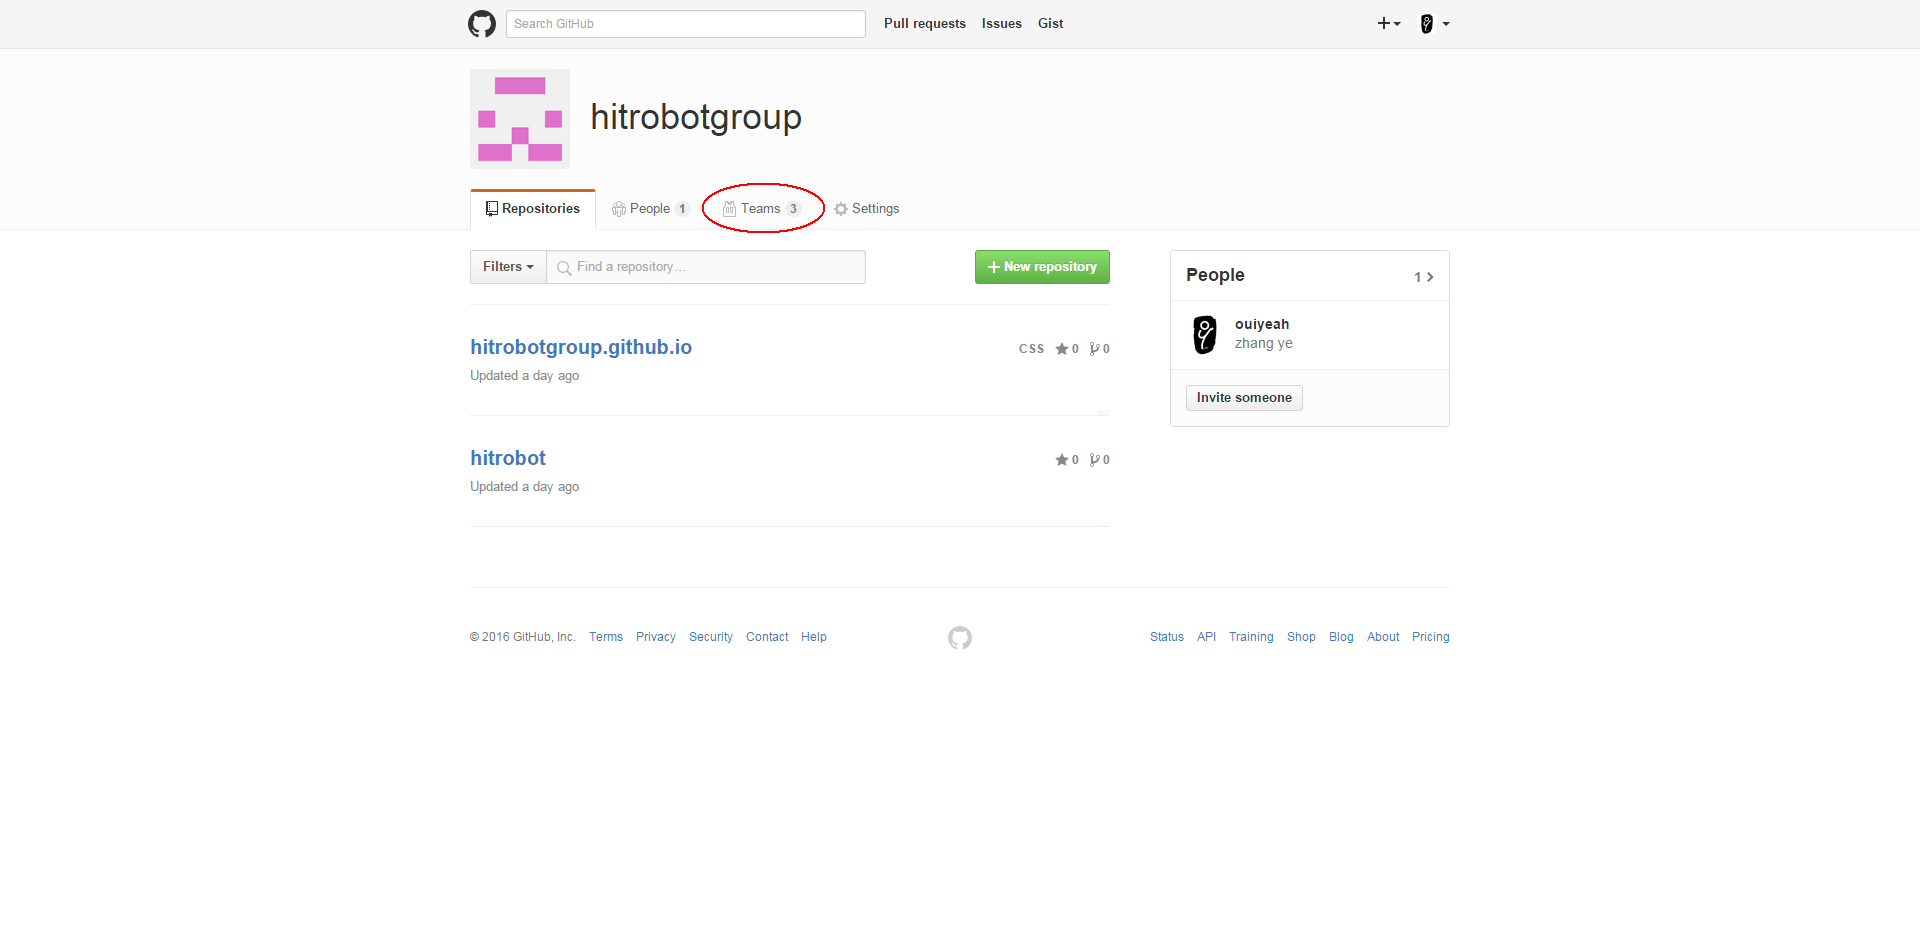 Search GitHub Pull requests Issues Gist
hitrobotgroup
Repositories People 1 Teams 3 Settings
Filters Find a repository... New repository
hitrobotgroup.github.io CSS 0 0
Updated a day ago
hitrobot 0 0
Updated a day ago
People 1
ouiyeah
zhang ye
Invite someone
© 2016 GitHub, Inc. Terms Privacy Security Contact Help Status API Training Shop Blog About Pricing